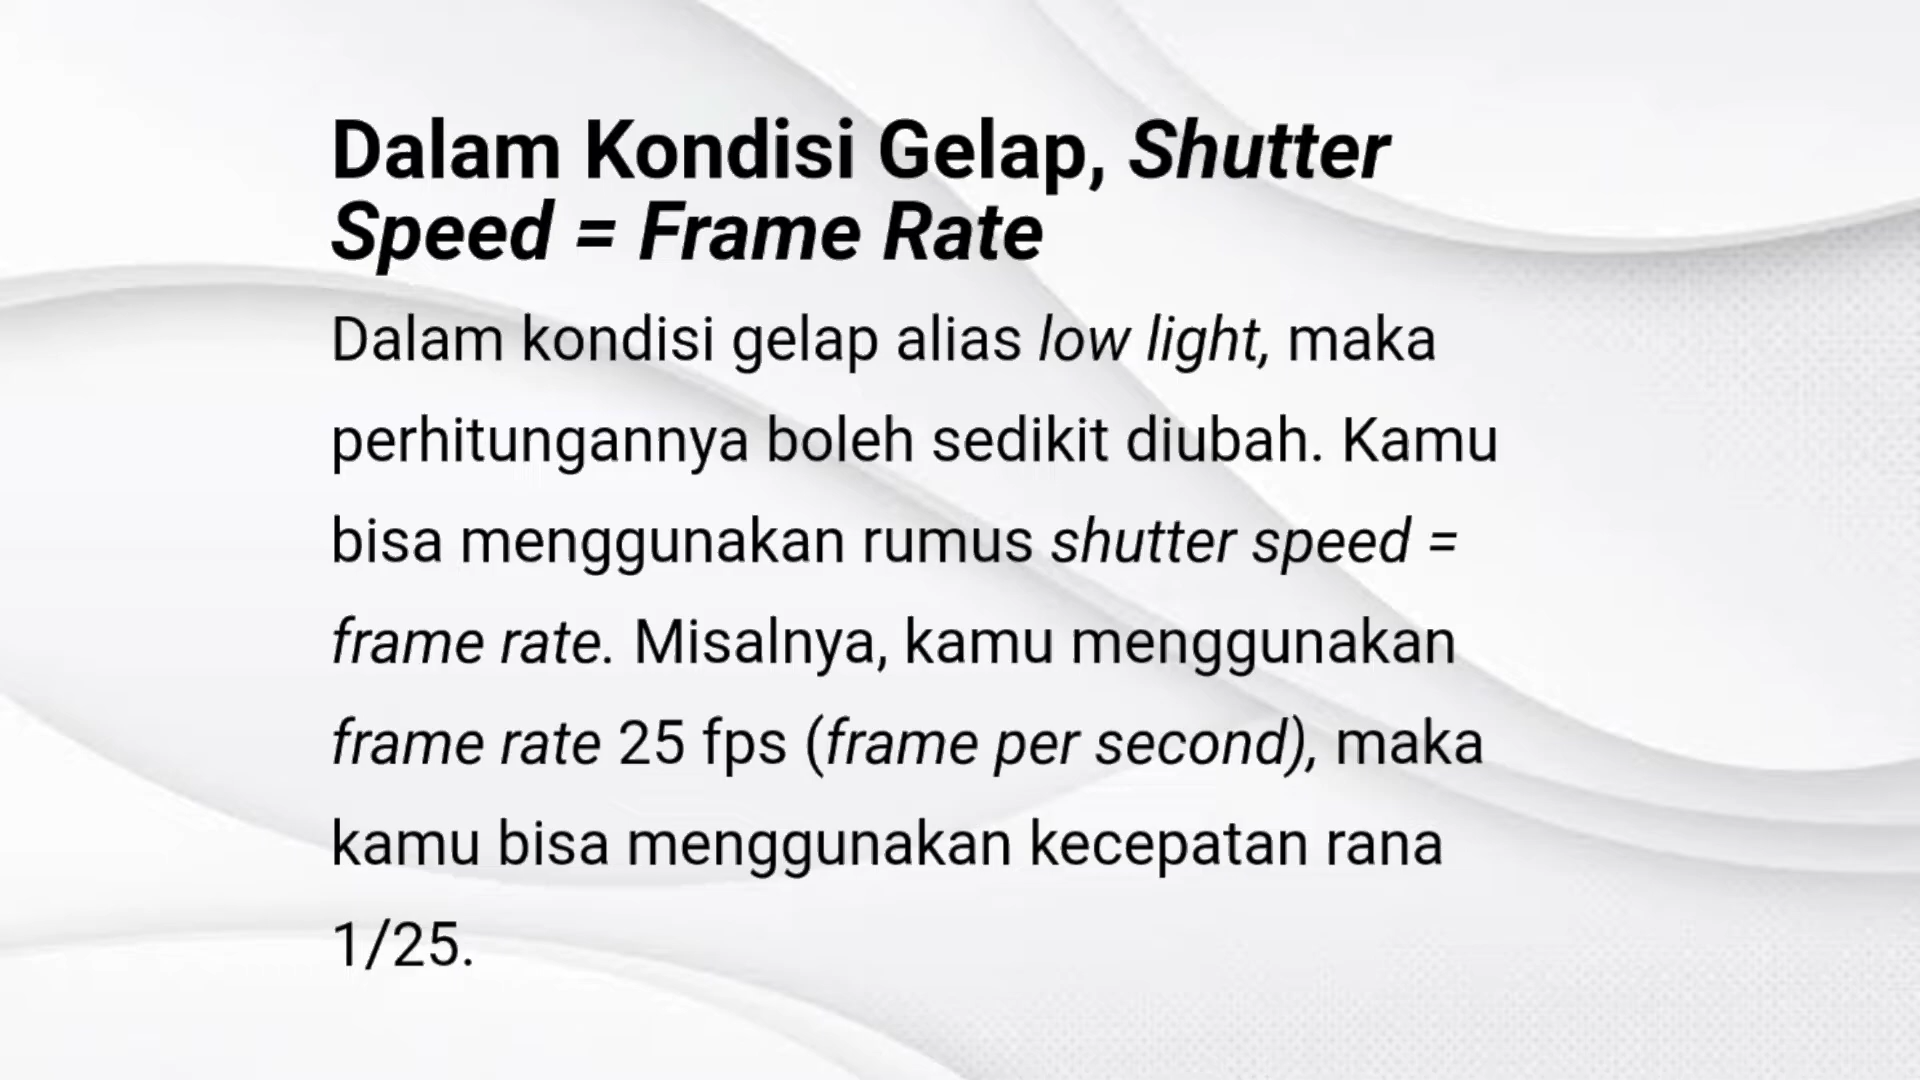 Dalam Kondisi Gelap, Shutter
Speed = Frame Rate
Dalam kondisi gelap alias low light, maka
perhitungannya boleh sedikit diubah. Kamu
bisa menggunakan rumus shutter speed =
frame rate. Misalnya, kamu menggunakan
frame rate 25 fps (frame per second), maka
kamu bisa menggunakan kecepatan rana
1/25.